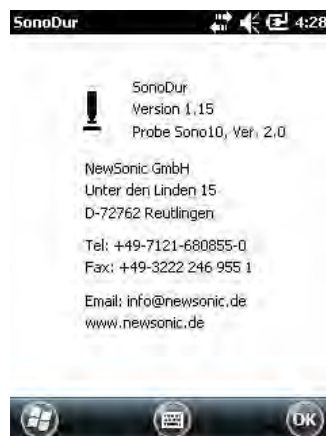 SonoDur 4:28
SonoDur
Version 1.15
Probe Sono10, Ver. 2.0
NewSonic GmbH
Unter den Linden 15
D-72762 Reutlingen
Tel: +49-7121-680855-0
Fax: +49-3222 246 955 1
Email: info@newsonic.de
www.newsonic.de
OK